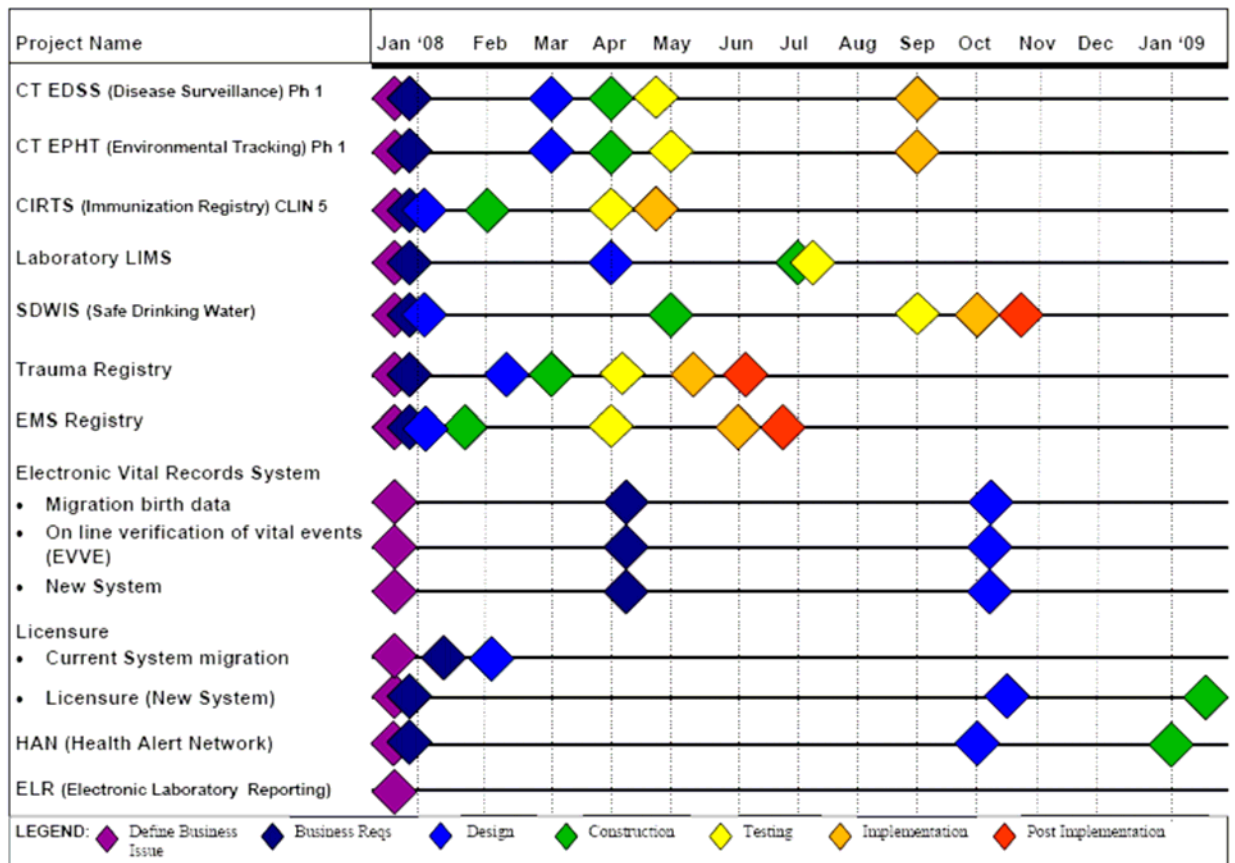 Project Name Jan ‘08 Feb Mar Apr May Jun Jul Aug Sep Oct Nov Dec Jan ‘09
CT EDSS (Disease Surveillance) Ph 1
CT EPHT (Environmental Tracking) Ph 1
CIRTS (Immunization Registry) CLIN 5
Laboratory LIMS
SDWIS (Safe Drinking Water)
Trauma Registry
EMS Registry
Electronic Vital Records System
• Migration birth data
• On line verification of vital events
(EVVE)
• New System
Licensure
• Current System migration
• Licensure (New System)
HAN (Health Alert Network)
ELR (Electronic Laboratory Reporting)
LEGEND: Define Business Business Reqs Design Construction Testing Implementation Post Implementation
Issue